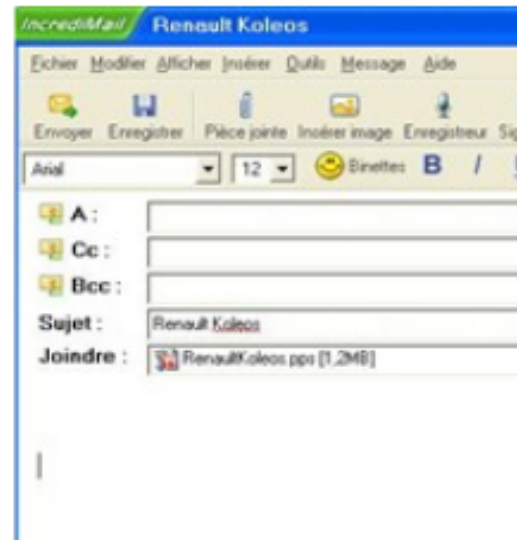 IncrediMail Renault Koleos
Fichier Modifier Afficher Insérer Outils Message Aide
Envoyer Enregistrer Pièce jointe Insérer image Enregistreur Sig
Arial 12 Binettes B I U
A :
Cc :
Bcc :
Sujet : Renault Koleos
Joindre : RenaultKoleos.pps [1,2MB]